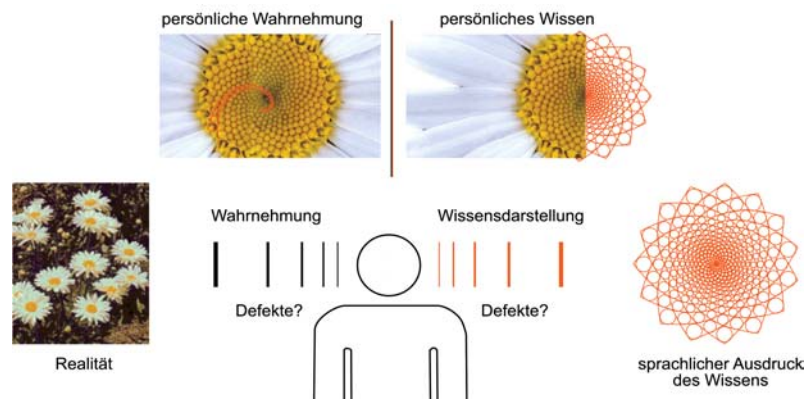 persönliche Wahrnehmung
persönliches Wissen
Wahrnehmung
Wissensdarstellung
Defekte?
Defekte?
Realität
sprachlicher Ausdruck
des Wissens